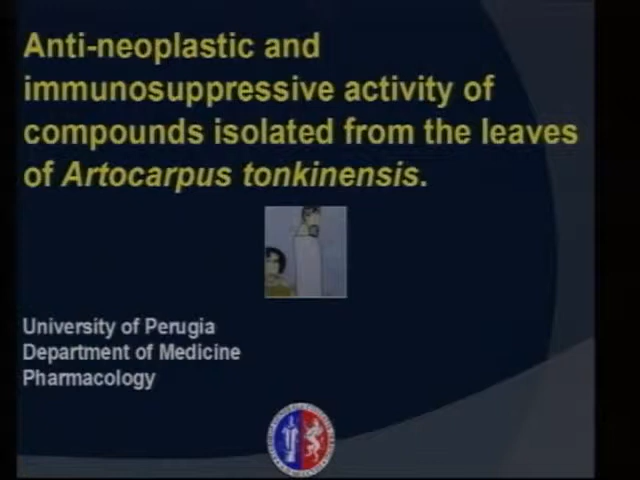 Anti-neoplastic and
immunosuppressive activity of
compounds isolated from the leaves
of Artocarpus tonkinensis.
University of Perugia
Department of Medicine
Pharmacology